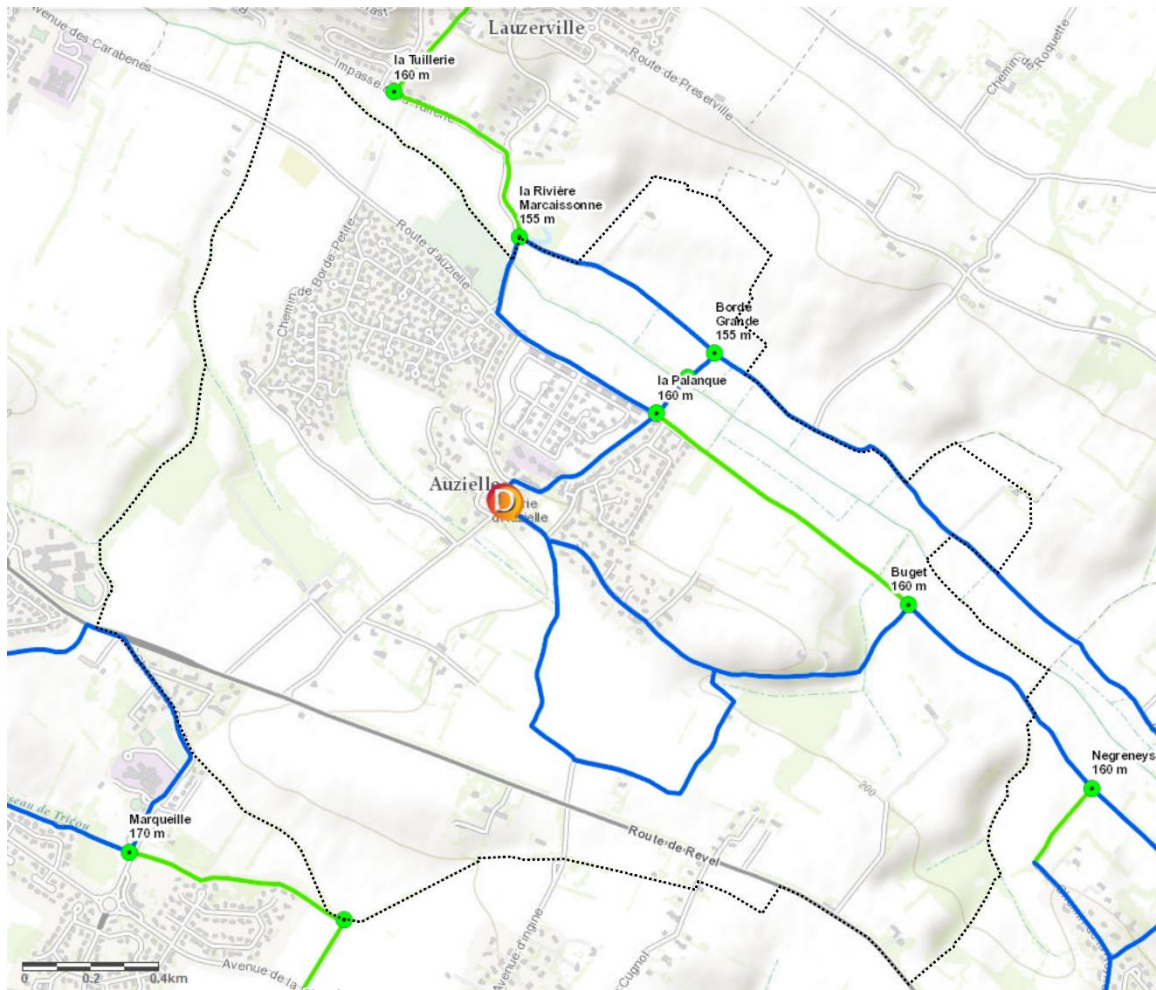 Lauzerville
Avenue des Carabenes
la Tuillerie
160 m
Route de Preserville
Chemin de
Roquette
la Rivière
Marcaissonne
155 m
Chemin de Borde-Petite
Route d'auzielle
Borde
Grande
155 m
la Palanque
160 m
Auzielle
D
Buget
160 m
Negreneys
160 m
200
Marqueille
170 m
Route de Revel
Avenue d'ingine
Avenue de la
0 0.2 0.4km